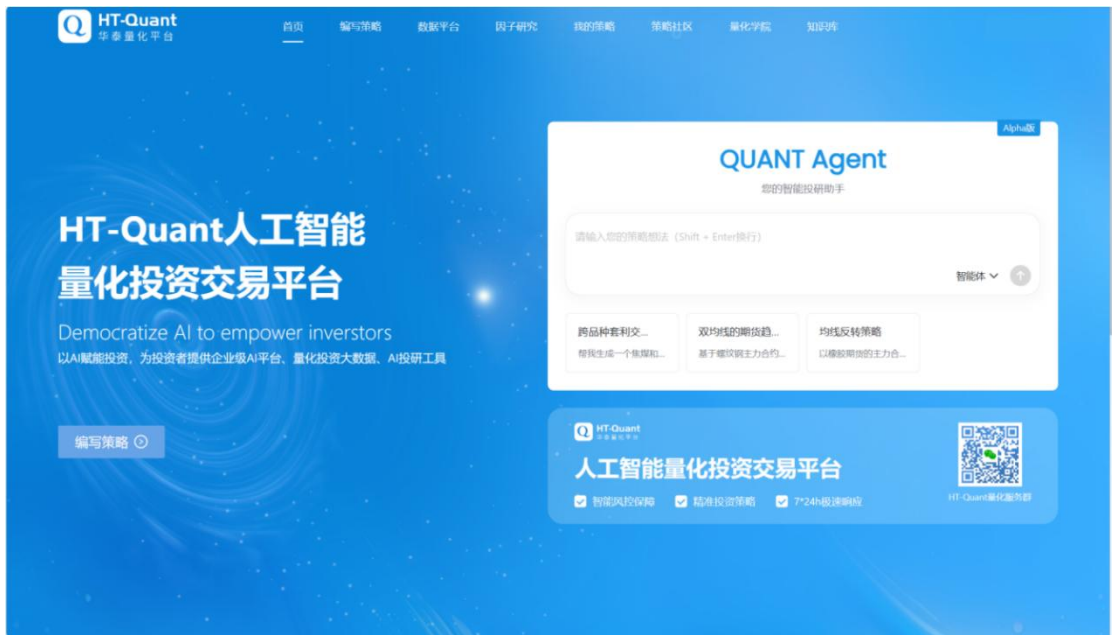 HT-Quant
华泰量化平台
首页 编写策略 数据平台 因子研究 我的策略 策略社区 量化学院 知识库
HT-Quant人工智能
量化投资交易平台
Democratize AI to empower inverstors
以AI赋能投资，为投资者提供企业级AI平台、量化投资大数据、AI投研工具
编写策略
Alpha版
QUANT Agent
您的智能投研助手
请输入您的策略想法（Shift + Enter换行）
智能体
跨品种套利交...
帮我生成一个焦煤和...
双均线的期货趋...
基于螺纹钢主力合约...
均线反转策略
以橡胶期货的主力合...
HT-Quant
华泰量化平台
人工智能量化投资交易平台
智能风控保障 精准投资策略 7*24h极速响应
HT-Quant量化服务群